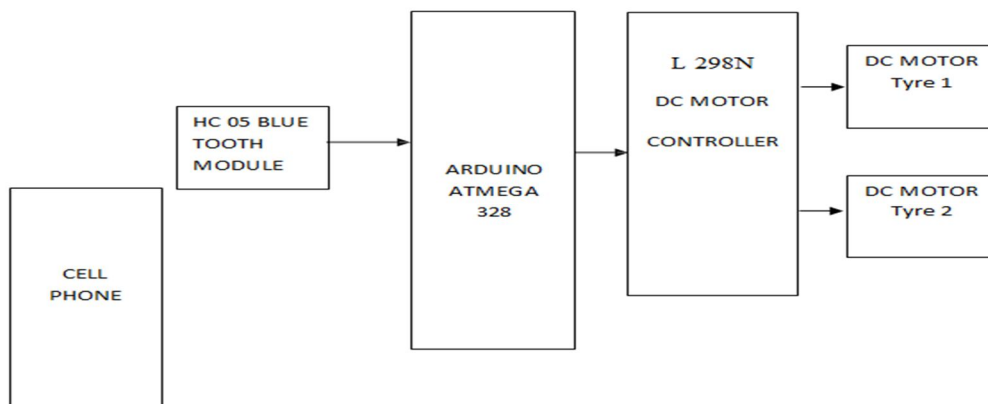 CELL
PHONE
HC 05 BLUE
TOOTH
MODULE
ARDUINO
ATMEGA
328
L 298N
DC MOTOR
CONTROLLER
DC MOTOR
Tyre 1
DC MOTOR
Tyre 2